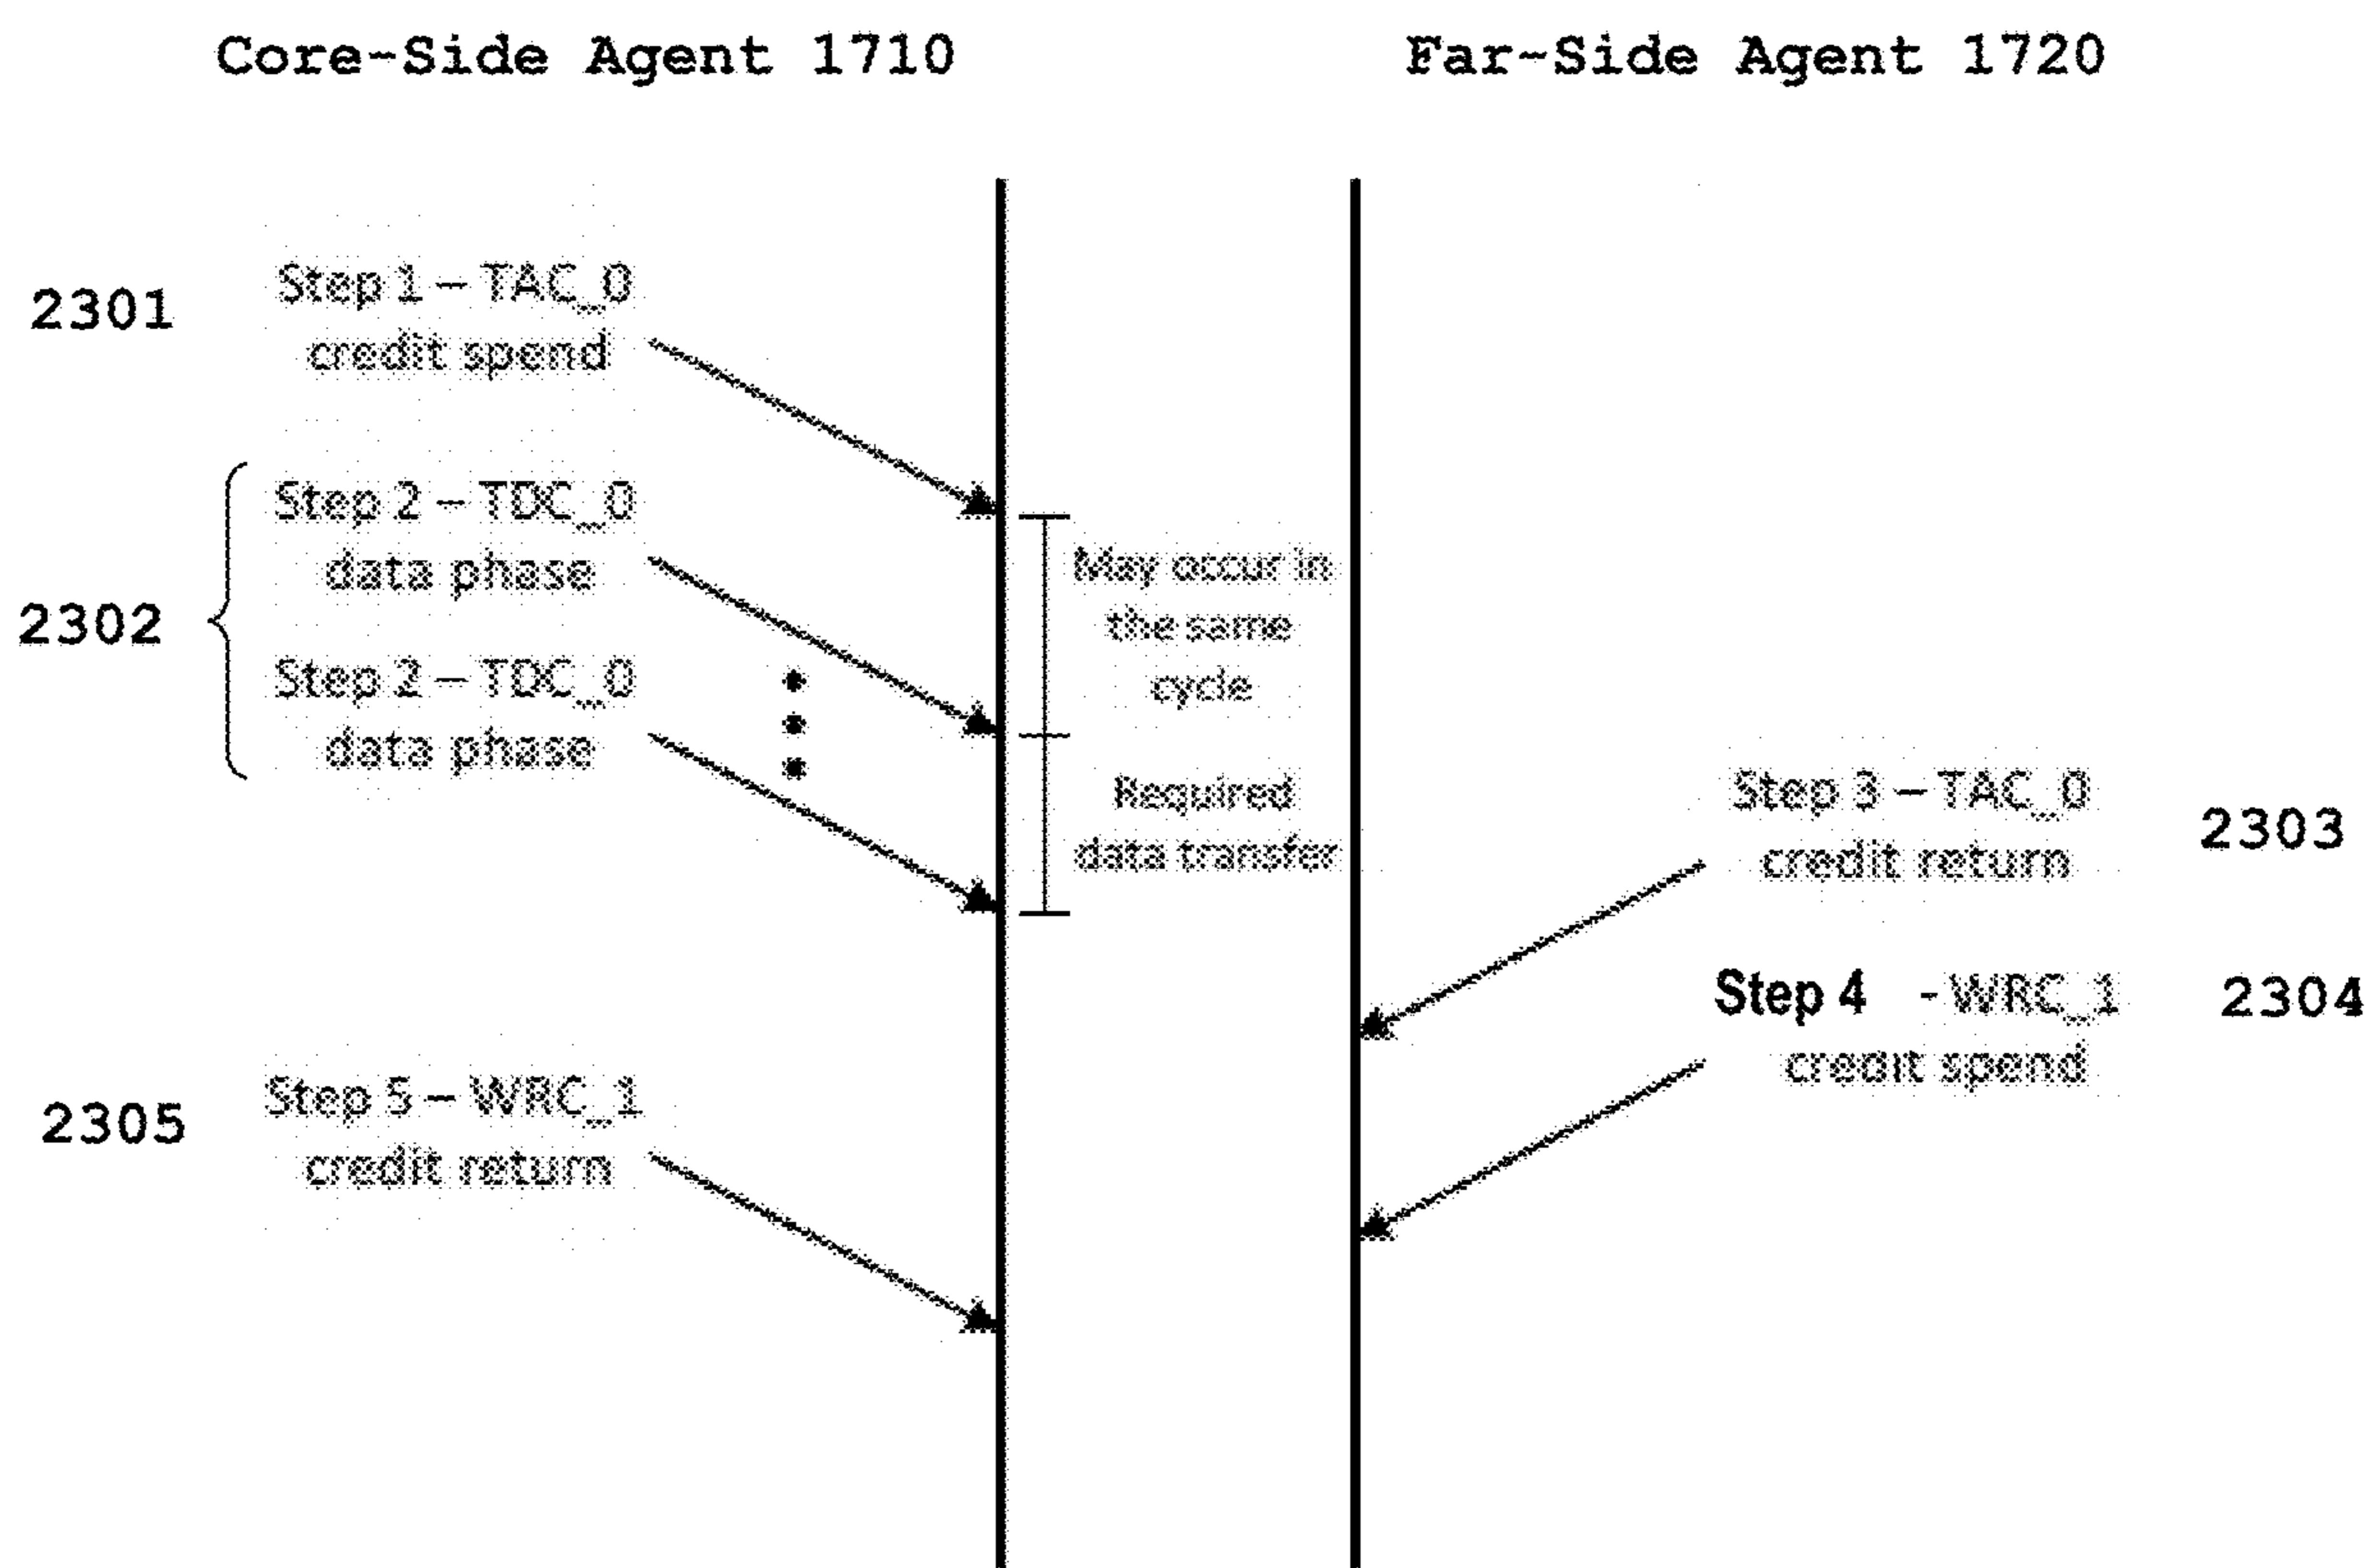 Core-Side Agent 1710
Far-Side Agent 1720
2301
Step 1 – TAC_0
credit spend
2302
Step 2 – TDC_0
data phase
Step 2 – TDC_0
data phase
May occur in
the same
cycle
Required
data transfer
Step 3 – TAC_0
credit return
2303
Step 4 - WRC_1
credit spend
2304
2305
Step 5 – WRC_1
credit return